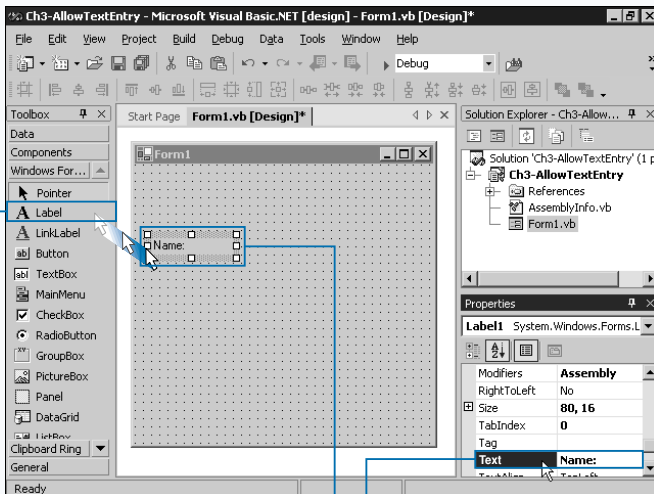 Ch3-AllowTextEntry - Microsoft Visual Basic.NET [design] - Form1.vb [Design]*
File Edit View Project Build Debug Data Tools Window Help
Debug
Toolbox
Data
Components
Windows For...
Pointer
Label
LinkLabel
Button
TextBox
MainMenu
CheckBox
RadioButton
GroupBox
PictureBox
Panel
DataGrid
ListBox
Clipboard Ring
General
Start Page Form1.vb [Design]*
Form1
Name:
Solution Explorer - Ch3-Allow...
Solution 'Ch3-AllowTextEntry' (1 p
Ch3-AllowTextEntry
References
AssemblyInfo.vb
Form1.vb
Properties
Label1 System.Windows.Forms.L
Modifiers Assembly
RightToLeft No
Size 80, 16
TabIndex 0
Tag
Text Name:
TextAlign TopLeft
Ready